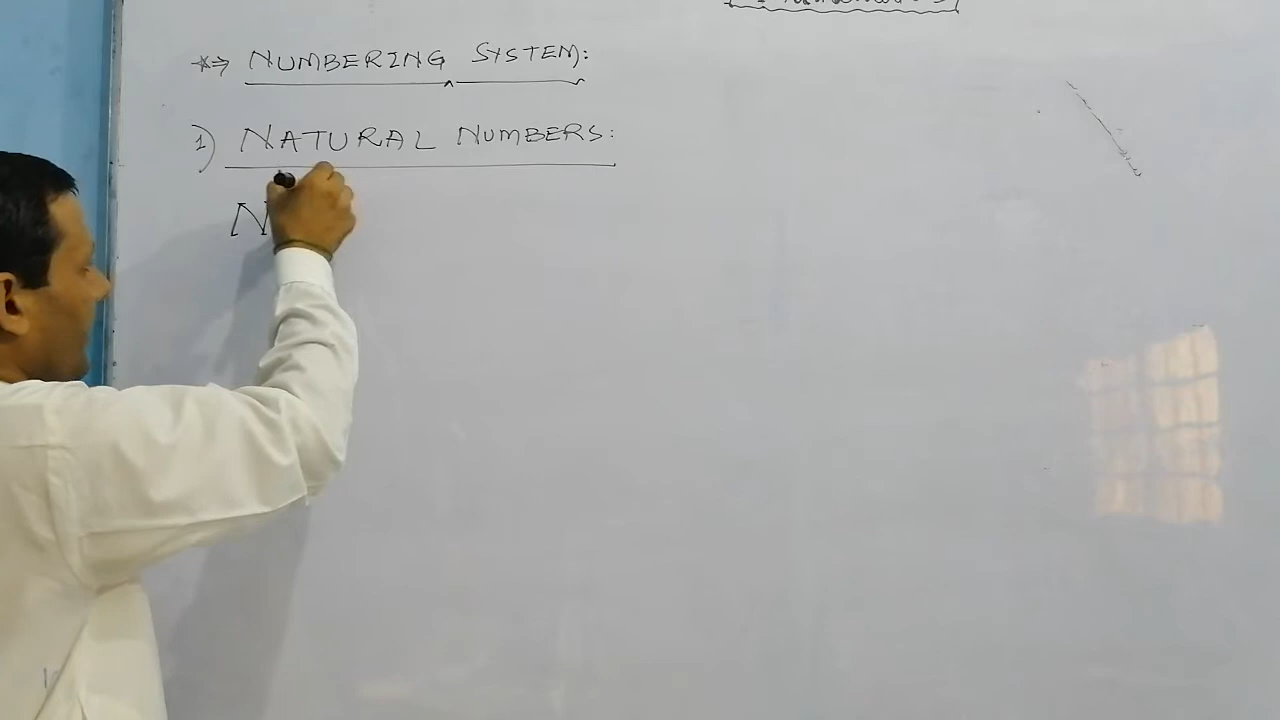 *⇒ NUMBERING SYSTEM:
1) NATURAL NUMBERS:
N